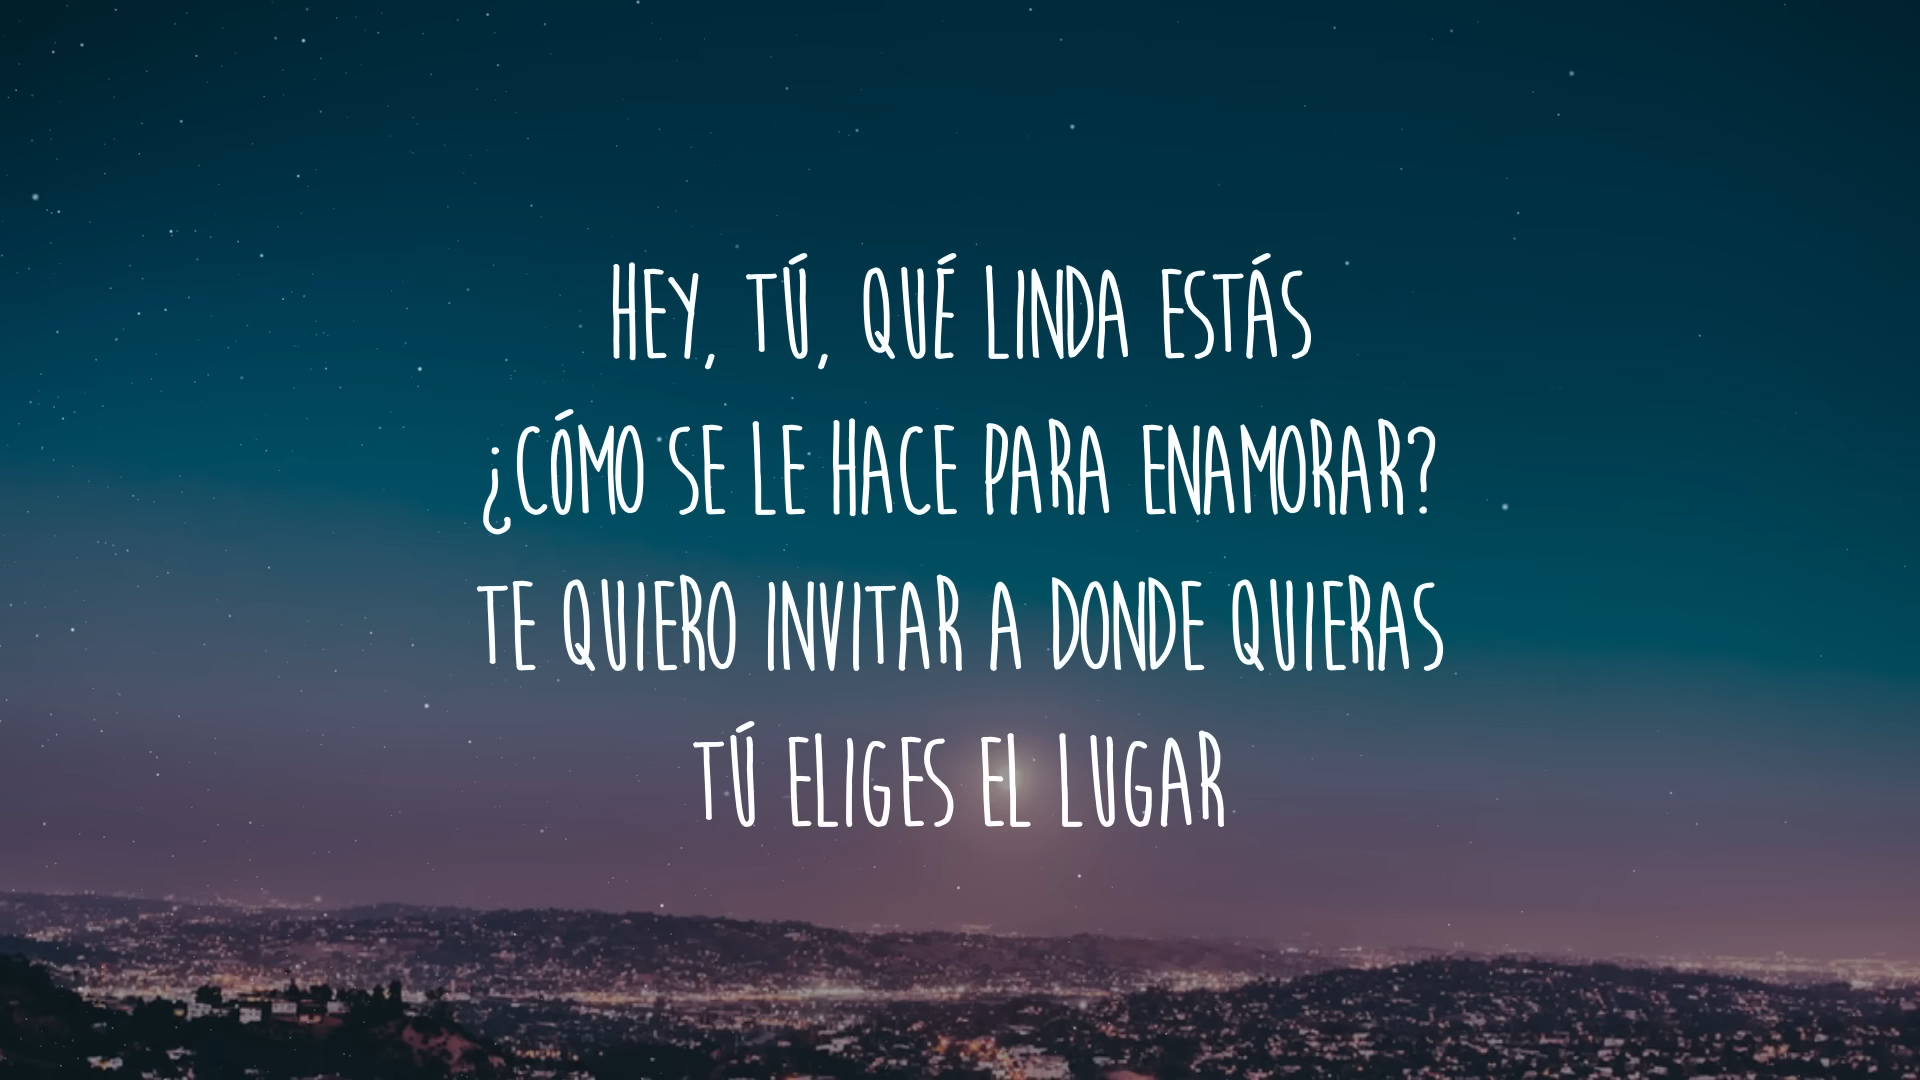 HEY, TÚ, QUÉ LINDA ESTÁS
¿CÓMO SE LE HACE PARA ENAMORAR?
TE QUIERO INVITAR A DONDE QUIERAS
TÚ ELIGES EL LUGAR